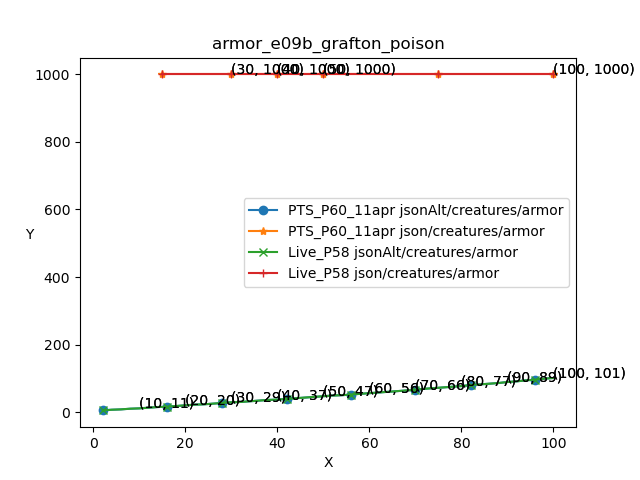 armor_e09b_grafton_poison
1000
800
600
400
200
0
Y
(30, 1000)
(40, 1000)
(50, 1000)
(100, 1000)
PTS_P60_11apr jsonAlt/creatures/armor
PTS_P60_11apr json/creatures/armor
Live_P58 jsonAlt/creatures/armor
Live_P58 json/creatures/armor
(10, 11)
(20, 20)
(30, 29)
(40, 37)
(50, 47)
(60, 56)
(70, 66)
(80, 77)
(90, 89)
(100, 101)
0 20 40 60 80 100
X